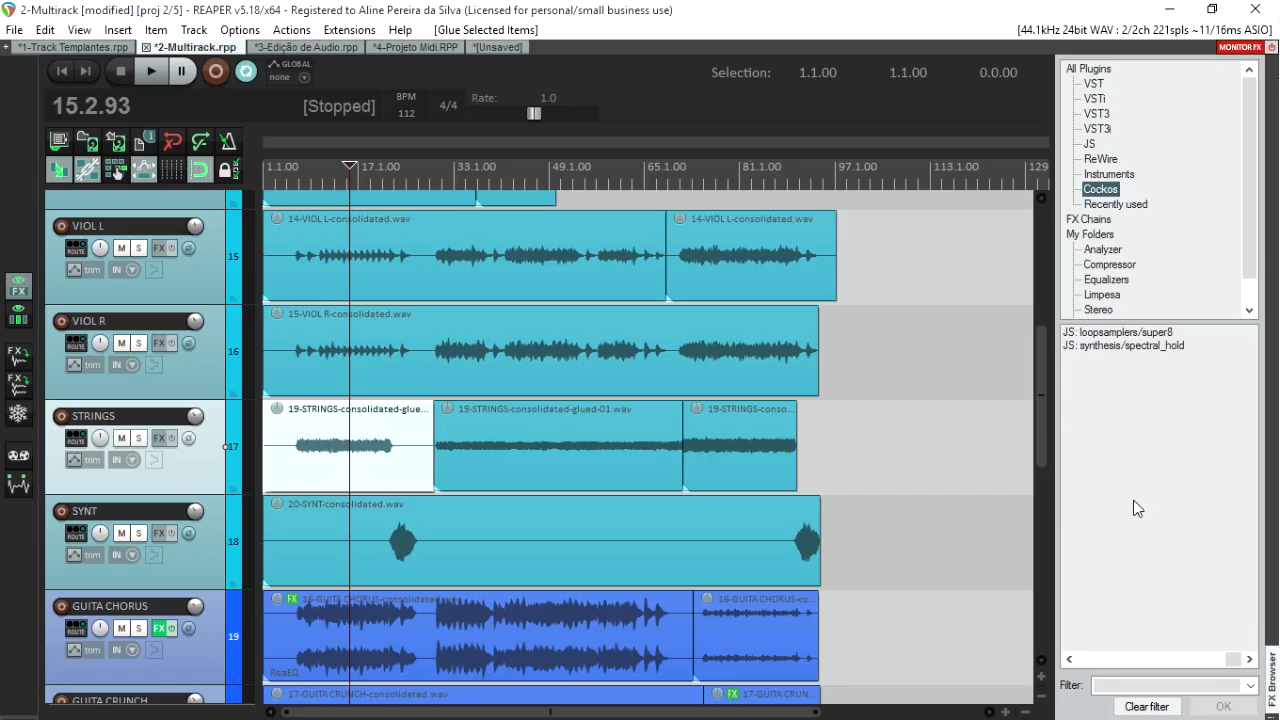 2-Multirack [modified] [proj 2/5] - REAPER v5.18/x64 - Registered to Aline Pereira da Silva (Licensed for personal/small business use)
File Edit View Insert Item Track Options Actions Extensions Help [Glue Selected Items] [44.1kHz 24bit WAV : 2/2ch 221spls ~11/16ms ASIO]
*1-Track Templantes.rpp *2-Multirack.rpp *3-Edição de Audio.rpp *4-Projeto Midi.RPP *[Unsaved] MONITOR FX
GLOBAL
none
Selection: 1.1.00 1.1.00 0.0.00
15.2.93 [Stopped] BPM 112 4/4 Rate: 1.0
1.1.00 17.1.00 33.1.00 49.1.00 65.1.00 81.1.00 97.1.00 113.1.00 129
VIOL L
ROUTE M S FX
trim IN
15
14-VIOL L-consolidated.wav 14-VIOL L-consolidated.wav
VIOL R
ROUTE M S FX
trim IN
16
15-VIOL R-consolidated.wav
STRINGS
ROUTE M S FX
trim IN
17
19-STRINGS-consolidated-glue... 19-STRINGS-consolidated-glued-01.wav 19-STRINGS-conso...
SYNT
ROUTE M S FX
trim IN
18
20-SYNT-consolidated.wav
GUITA CHORUS
ROUTE M S FX
trim IN
19
FX 16-GUITA CHORUS-consolidated.wav 16-GUITA CHORUS-co...
ReaEQ
GUITA CRUNCH
17-GUITA CRUNCH-consolidated.wav FX 17-GUITA CRUN...
FX
FX
FX
All Plugins
VST
VSTi
VST3
VST3i
JS
ReWire
Instruments
Cockos
Recently used
FX Chains
My Folders
Analyzer
Compressor
Equalizers
Limpesa
Stereo
JS: loopsamplers/super8
JS: synthesis/spectral_hold
Filter:
Clear filter OK
FX Browser